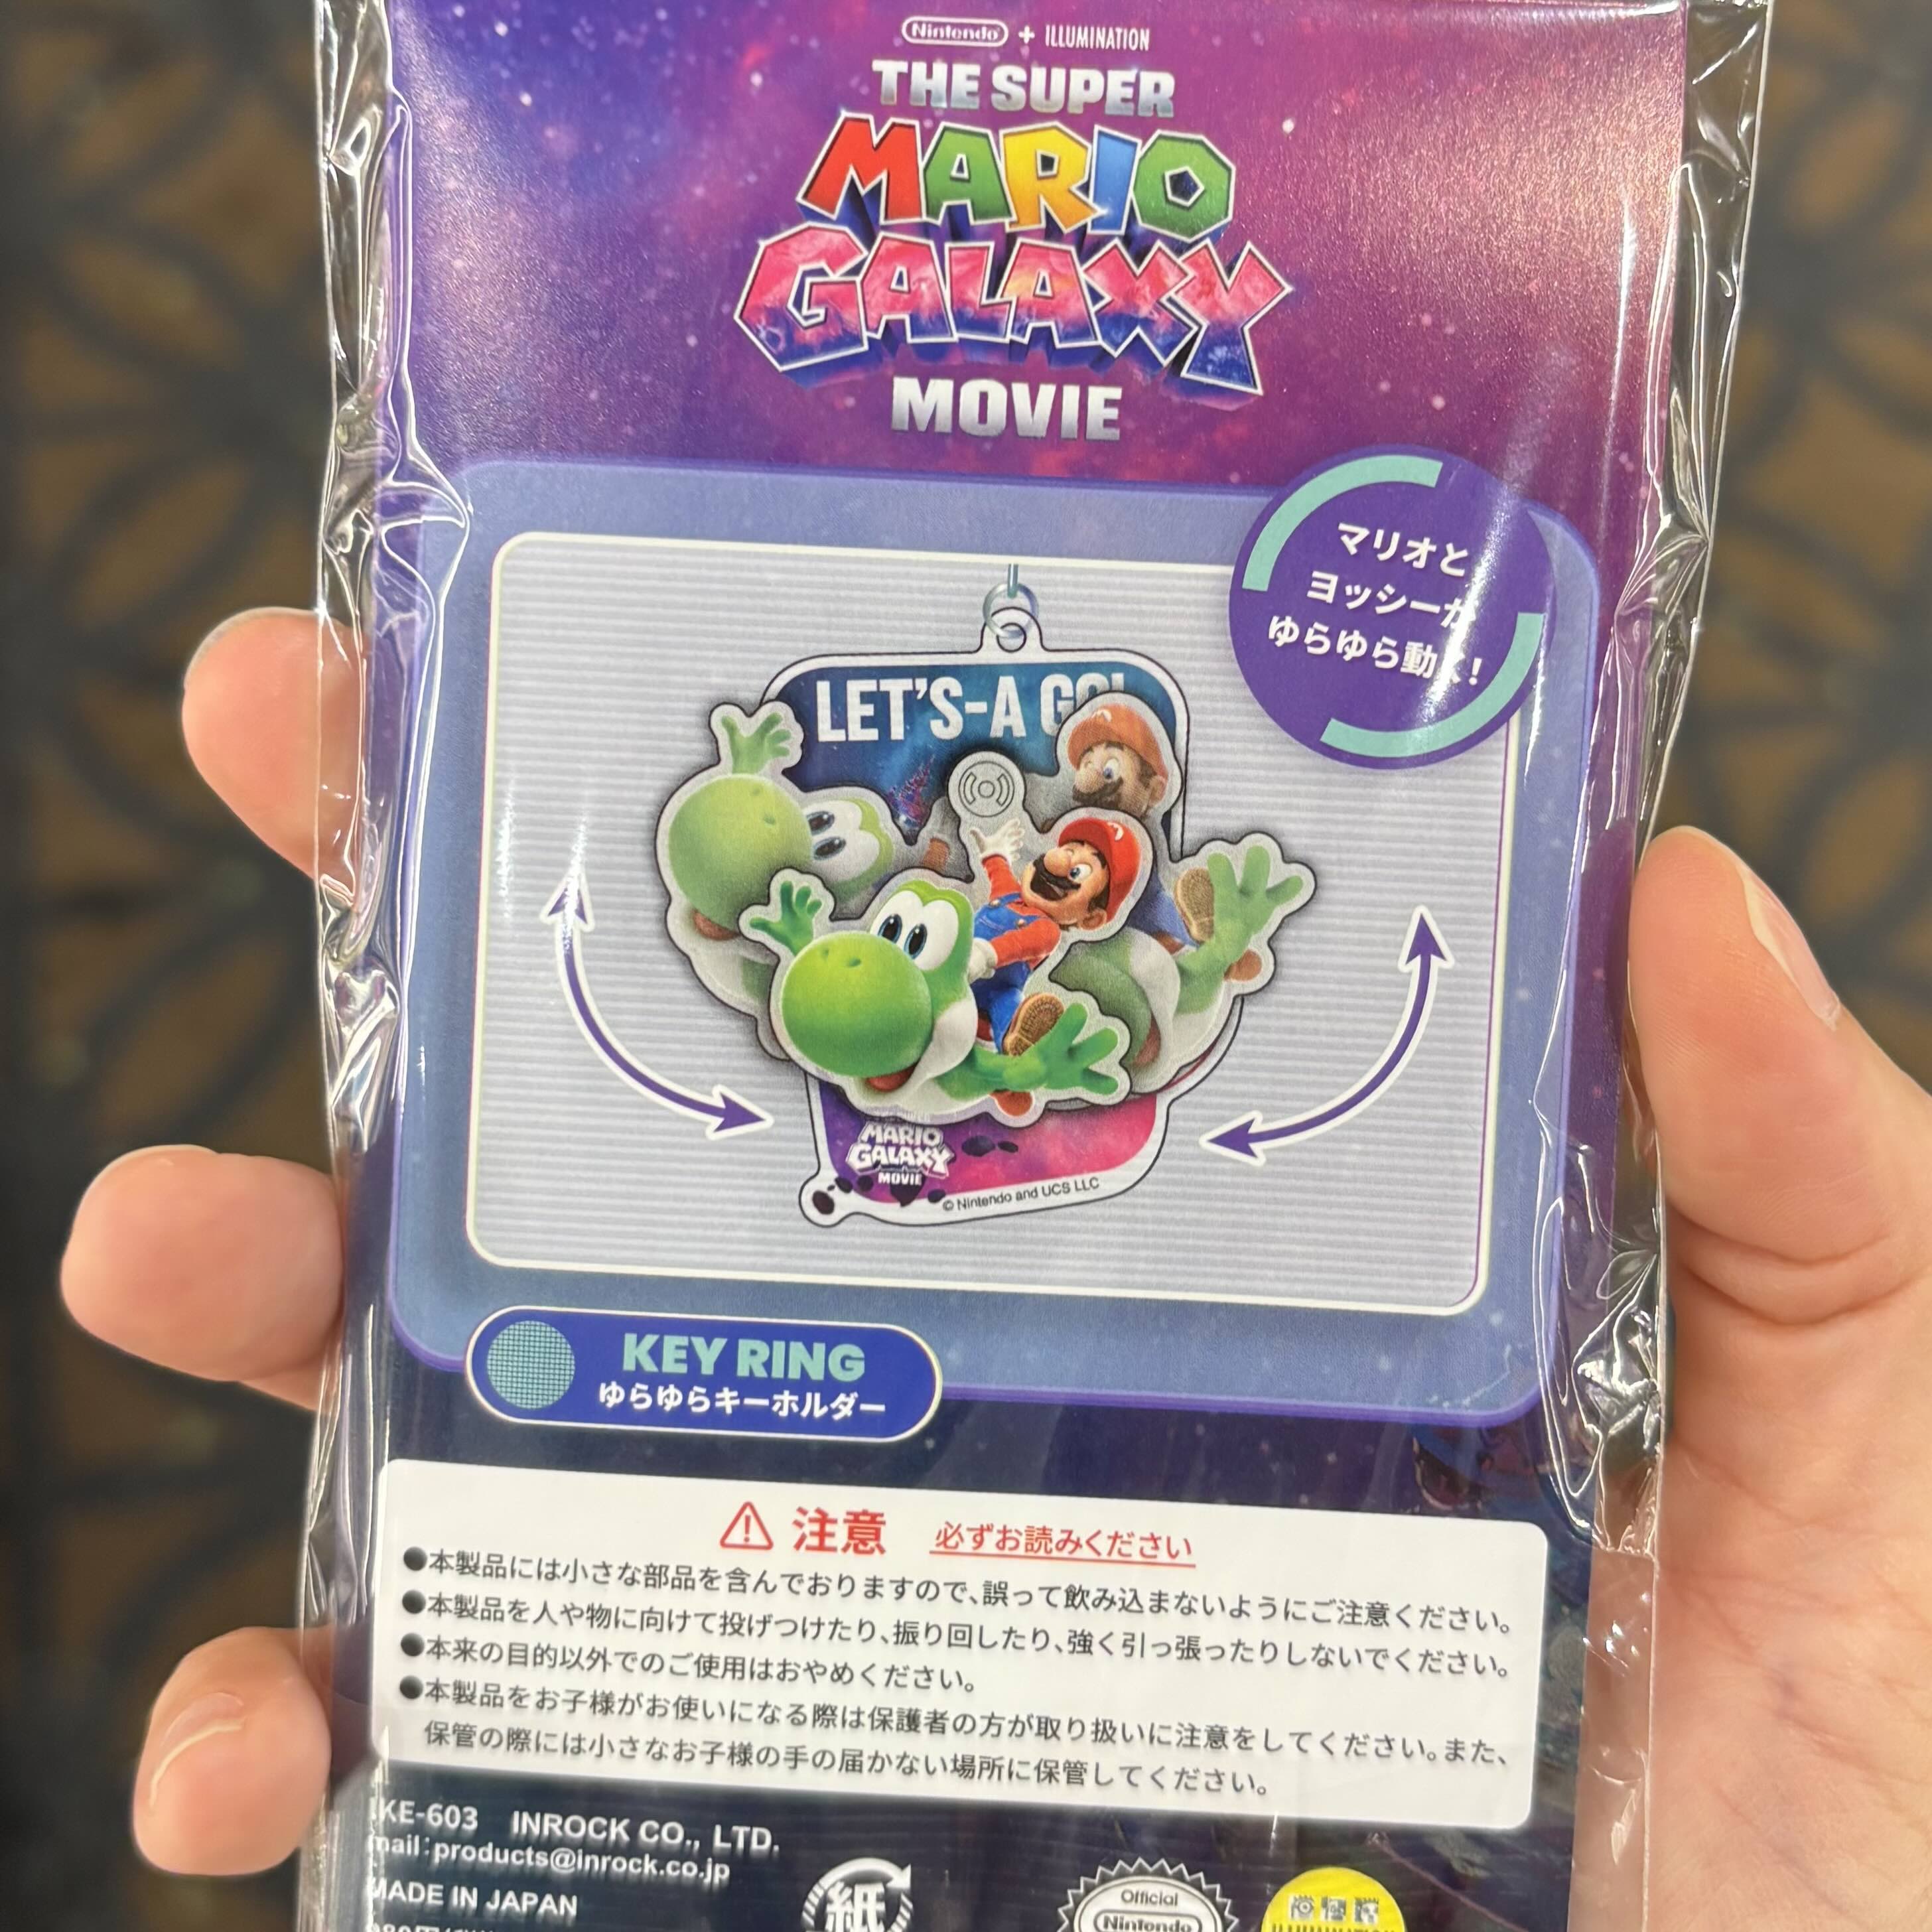 Nintendo + ILLUMINATION
THE SUPER
MARIO
GALAXY
MOVIE
マリオと
ヨッシーが
ゆらゆら動く!
LET'S-A GO!
MARIO
GALAXY
MOVIE
© Nintendo and UCS LLC
KEY RING
ゆらゆらキーホルダー
注意 必ずお読みください
●本製品には小さな部品を含んでおりますので、誤って飲み込まないようにご注意ください。
●本製品を人や物に向けて投げつけたり、振り回したり、強く引っ張ったりしないでください。
●本来の目的以外でのご使用はおやめください。
●本製品をお子様がお使いになる際は保護者の方が取り扱いに注意をしてください。また、
保管の際には小さなお子様の手の届かない場所に保管してください。
KE-603 INROCK CO., LTD.
mail:products@inrock.co.jp
MADE IN JAPAN
紙
Official
Nintendo